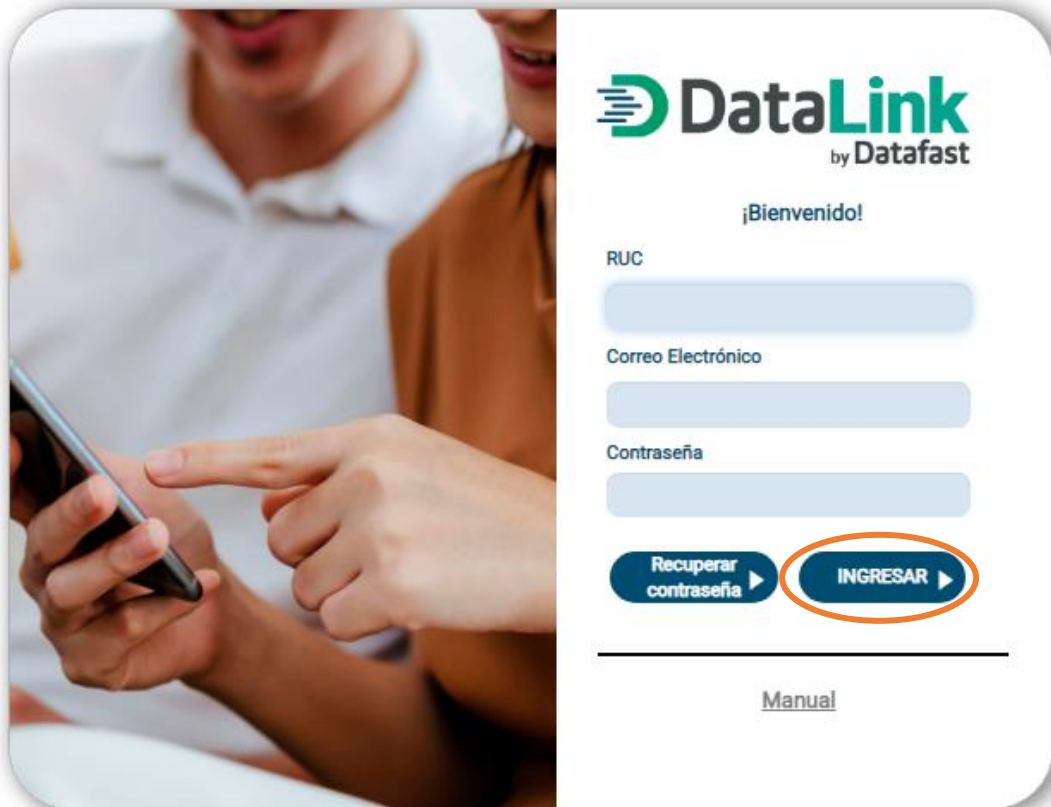 DataLink
by Datafast
¡Bienvenido!
RUC
Correo Electrónico
Contraseña
Recuperar
contraseña
INGRESAR
Manual